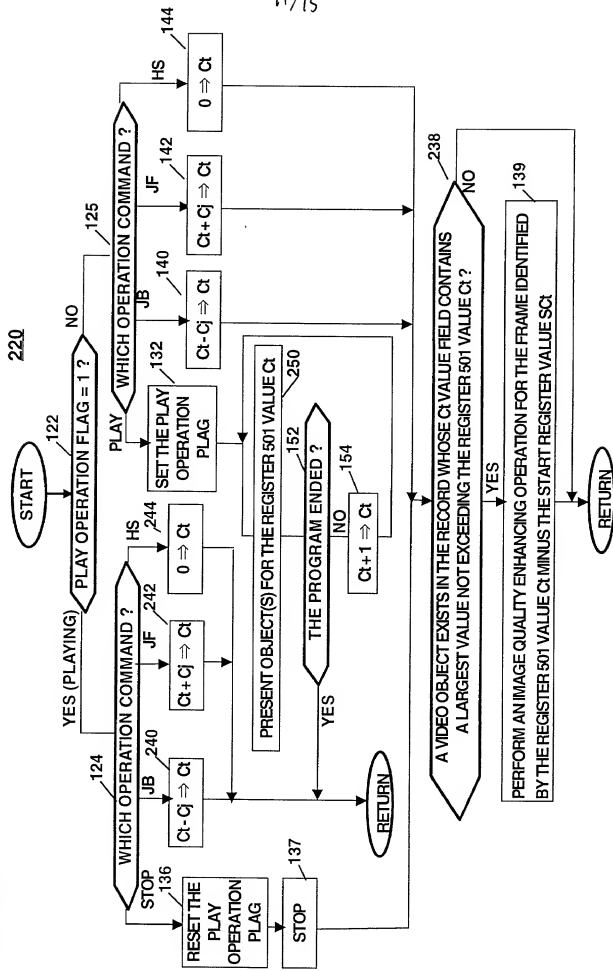 51/4
220
START
122
PLAY OPERATION FLAG = 1 ?
YES (PLAYING)
NO
124
WHICH OPERATION COMMAND ?
STOP
JB
JF
HS
136
RESET THE
PLAY
OPERATION
PLAG
137
STOP
240
Ct - Cj ⇒ Ct
242
Ct+Cj ⇒ Ct
244
0 ⇒ Ct
RETURN
125
WHICH OPERATION COMMAND ?
PLAY
JB
JF
HS
132
SET THE PLAY
OPERATION
PLAG
140
Ct - Cj ⇒ Ct
142
Ct+Cj ⇒ Ct
144
0 ⇒ Ct
250
PRESENT OBJECT(S) FOR THE REGISTER 501 VALUE Ct
152
THE PROGRAM ENDED ?
YES
NO
154
Ct+1 ⇒ Ct
238
A VIDEO OBJECT EXISTS IN THE RECORD WHOSE Ct VALUE FIELD CONTAINS
A LARGEST VALUE NOT EXCEEDING THE REGISTER 501 VALUE Ct ?
YES
NO
139
PERFORM AN IMAGE QUALITY ENHANCING OPERATION FOR THE FRAME IDENTIFIED
BY THE REGISTER 501 VALUE Ct MINUS THE START REGISTER VALUE SCt
RETURN